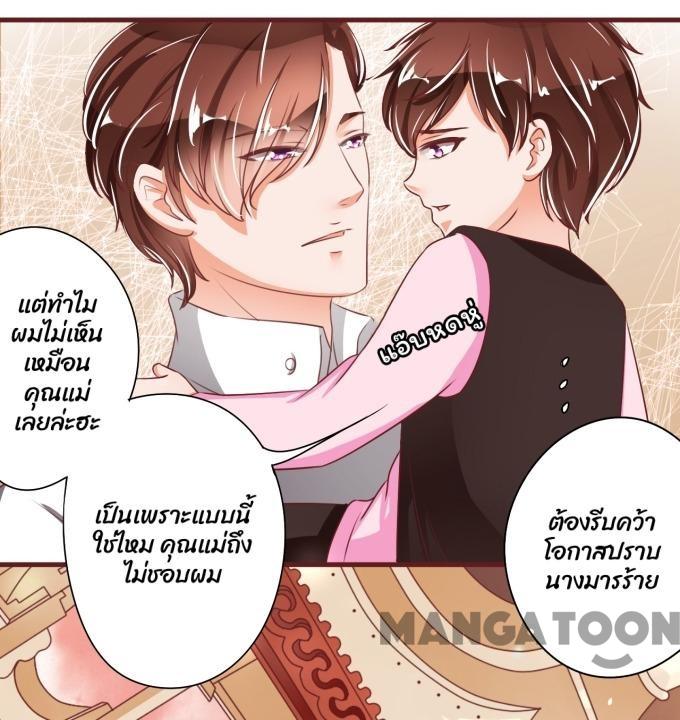 แต่ทำไม
ผมไม่เห็น
เหมือน
คุณแม่
เลยล่ะฮะ
แอ๊บหดหู่
เป็นเพราะแบบนี้
ใช่ไหม คุณแม่ถึง
ไม่ชอบผม
ต้องรีบคว้า
โอกาสปราบ
นางมารร้าย
MANGATOON